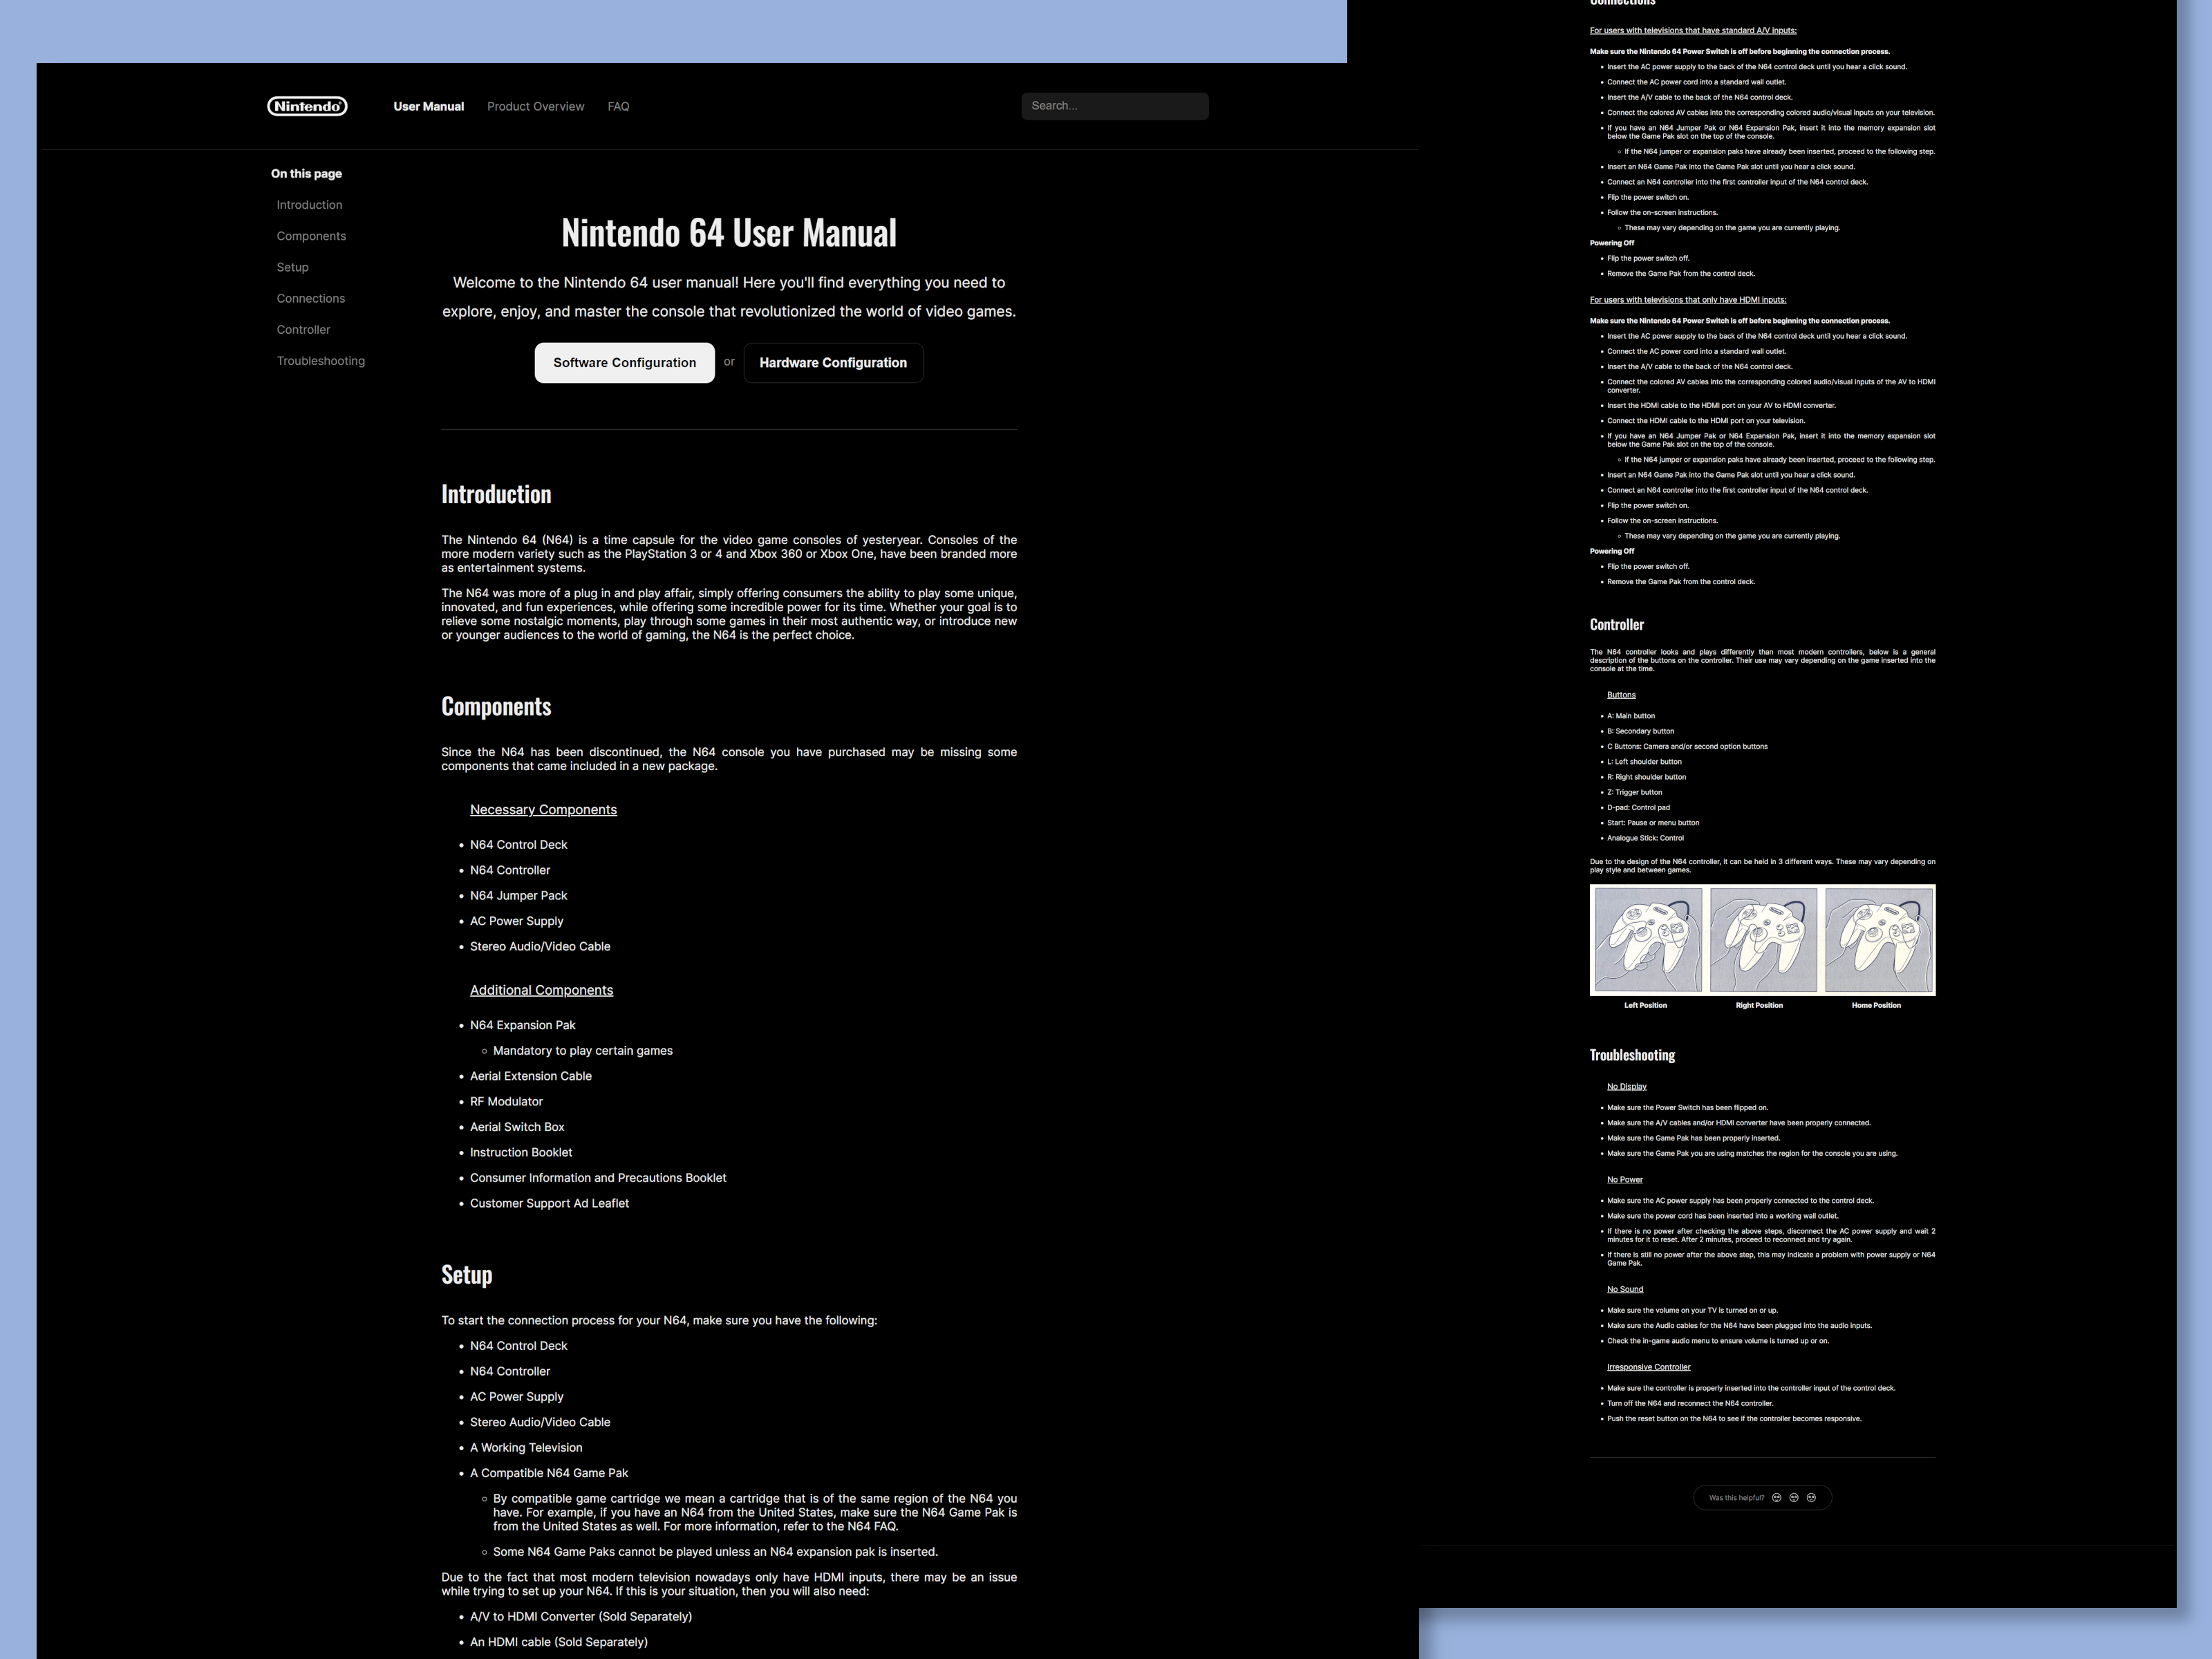 Nintendo
User Manual
Product Overview
FAQ
Search...
On this page
Introduction
Components
Setup
Connections
Controller
Troubleshooting
Nintendo 64 User Manual
Welcome to the Nintendo 64 user manual! Here you'll find everything you need to
explore, enjoy, and master the console that revolutionized the world of video games.
Software Configuration
or
Hardware Configuration
Introduction
The Nintendo 64 (N64) is a time capsule for the video game consoles of yesteryear. Consoles of the
more modern variety such as the PlayStation 3 or 4 and Xbox 360 or Xbox One, have been branded more
as entertainment systems.
The N64 was more of a plug in and play affair, simply offering consumers the ability to play some unique,
innovated, and fun experiences, while offering some incredible power for its time. Whether your goal is to
relieve some nostalgic moments, play through some games in their most authentic way, or introduce new
or younger audiences to the world of gaming, the N64 is the perfect choice.
Components
Since the N64 has been discontinued, the N64 console you have purchased may be missing some
components that came included in a new package.
Necessary Components
• N64 Control Deck
• N64 Controller
• N64 Jumper Pack
• AC Power Supply
• Stereo Audio/Video Cable
Additional Components
• N64 Expansion Pak
◦ Mandatory to play certain games
• Aerial Extension Cable
• RF Modulator
• Aerial Switch Box
• Instruction Booklet
• Consumer Information and Precautions Booklet
• Customer Support Ad Leaflet
Setup
To start the connection process for your N64, make sure you have the following:
• N64 Control Deck
• N64 Controller
• AC Power Supply
• Stereo Audio/Video Cable
• A Working Television
• A Compatible N64 Game Pak
◦ By compatible game cartridge we mean a cartridge that is of the same region of the N64 you
have. For example, if you have an N64 from the United States, make sure the N64 Game Pak is
from the United States as well. For more information, refer to the N64 FAQ.
◦ Some N64 Game Paks cannot be played unless an N64 expansion pak is inserted.
Due to the fact that most modern television nowadays only have HDMI inputs, there may be an issue
while trying to set up your N64. If this is your situation, then you will also need:
• A/V to HDMI Converter (Sold Separately)
• An HDMI cable (Sold Separately)
Connections
For users with televisions that have standard A/V inputs:
Make sure the Nintendo 64 Power Switch is off before beginning the connection process.
• Insert the AC power supply to the back of the N64 control deck until you hear a click sound.
• Connect the AC power cord into a standard wall outlet.
• Insert the A/V cable to the back of the N64 control deck.
• Connect the colored AV cables into the corresponding colored audio/visual inputs on your television.
• If you have an N64 Jumper Pak or N64 Expansion Pak, insert it into the memory expansion slot
below the Game Pak slot on the top of the console.
◦ If the N64 jumper or expansion paks have already been inserted, proceed to the following step.
• Insert an N64 Game Pak into the Game Pak slot until you hear a click sound.
• Connect an N64 controller into the first controller input of the N64 control deck.
• Flip the power switch on.
• Follow the on-screen instructions.
◦ These may vary depending on the game you are currently playing.
Powering Off
• Flip the power switch off.
• Remove the Game Pak from the control deck.
For users with televisions that only have HDMI inputs:
Make sure the Nintendo 64 Power Switch is off before beginning the connection process.
• Insert the AC power supply to the back of the N64 control deck until you hear a click sound.
• Connect the AC power cord into a standard wall outlet.
• Insert the A/V cable to the back of the N64 control deck.
• Connect the colored AV cables into the corresponding colored audio/visual inputs of the AV to HDMI
converter.
• Insert the HDMI cable to the HDMI port on your AV to HDMI converter.
• Connect the HDMI cable to the HDMI port on your television.
• If you have an N64 Jumper Pak or N64 Expansion Pak, insert it into the memory expansion slot
below the Game Pak slot on the top of the console.
◦ If the N64 jumper or expansion paks have already been inserted, proceed to the following step.
• Insert an N64 Game Pak into the Game Pak slot until you hear a click sound.
• Connect an N64 controller into the first controller input of the N64 control deck.
• Flip the power switch on.
• Follow the on-screen instructions.
◦ These may vary depending on the game you are currently playing.
Powering Off
• Flip the power switch off.
• Remove the Game Pak from the control deck.
Controller
The N64 controller looks and plays differently than most modern controllers, below is a general
description of the buttons on the controller. Their use may vary depending on the game inserted into the
console at the time.
Buttons
• A: Main button
• B: Secondary button
• C Buttons: Camera and/or second option buttons
• L: Left shoulder button
• R: Right shoulder button
• Z: Trigger button
• D-pad: Control pad
• Start: Pause or menu button
• Analogue Stick: Control
Due to the design of the N64 controller, it can be held in 3 different ways. These may vary depending on
play style and between games.
Left Position
Right Position
Home Position
Troubleshooting
No Display
• Make sure the Power Switch has been flipped on.
• Make sure the A/V cables and/or HDMI converter have been properly connected.
• Make sure the Game Pak has been properly inserted.
• Make sure the Game Pak you are using matches the region for the console you are using.
No Power
• Make sure the AC power supply has been properly connected to the control deck.
• Make sure the power cord has been inserted into a working wall outlet.
• If there is no power after checking the above steps, disconnect the AC power supply and wait 2
minutes for it to reset. After 2 minutes, proceed to reconnect and try again.
• If there is still no power after the above step, this may indicate a problem with power supply or N64
Game Pak.
No Sound
• Make sure the volume on your TV is turned on or up.
• Make sure the Audio cables for the N64 have been plugged into the audio inputs.
• Check the in-game audio menu to ensure volume is turned up or on.
Irresponsive Controller
• Make sure the controller is properly inserted into the controller input of the control deck.
• Turn off the N64 and reconnect the N64 controller.
• Push the reset button on the N64 to see if the controller becomes responsive.
Was this helpful?